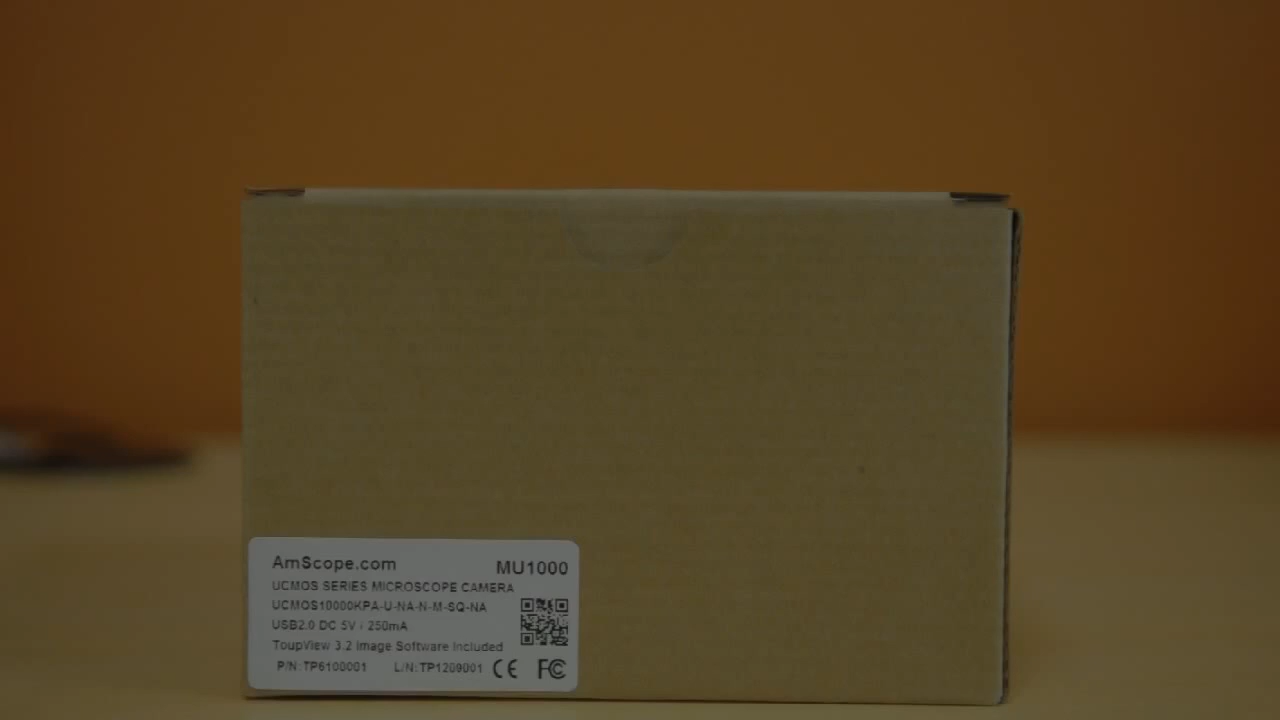 AmScope.com MU1000
UCMOS SERIES MICROSCOPE CAMERA
UCMOS10000KPA-U-NA-N-M-SQ-NA
USB2.0 DC 5V / 250mA
ToupView 3.2 Image Software Included
P/N: TP6100001 L/N: TP1209001 CE FC